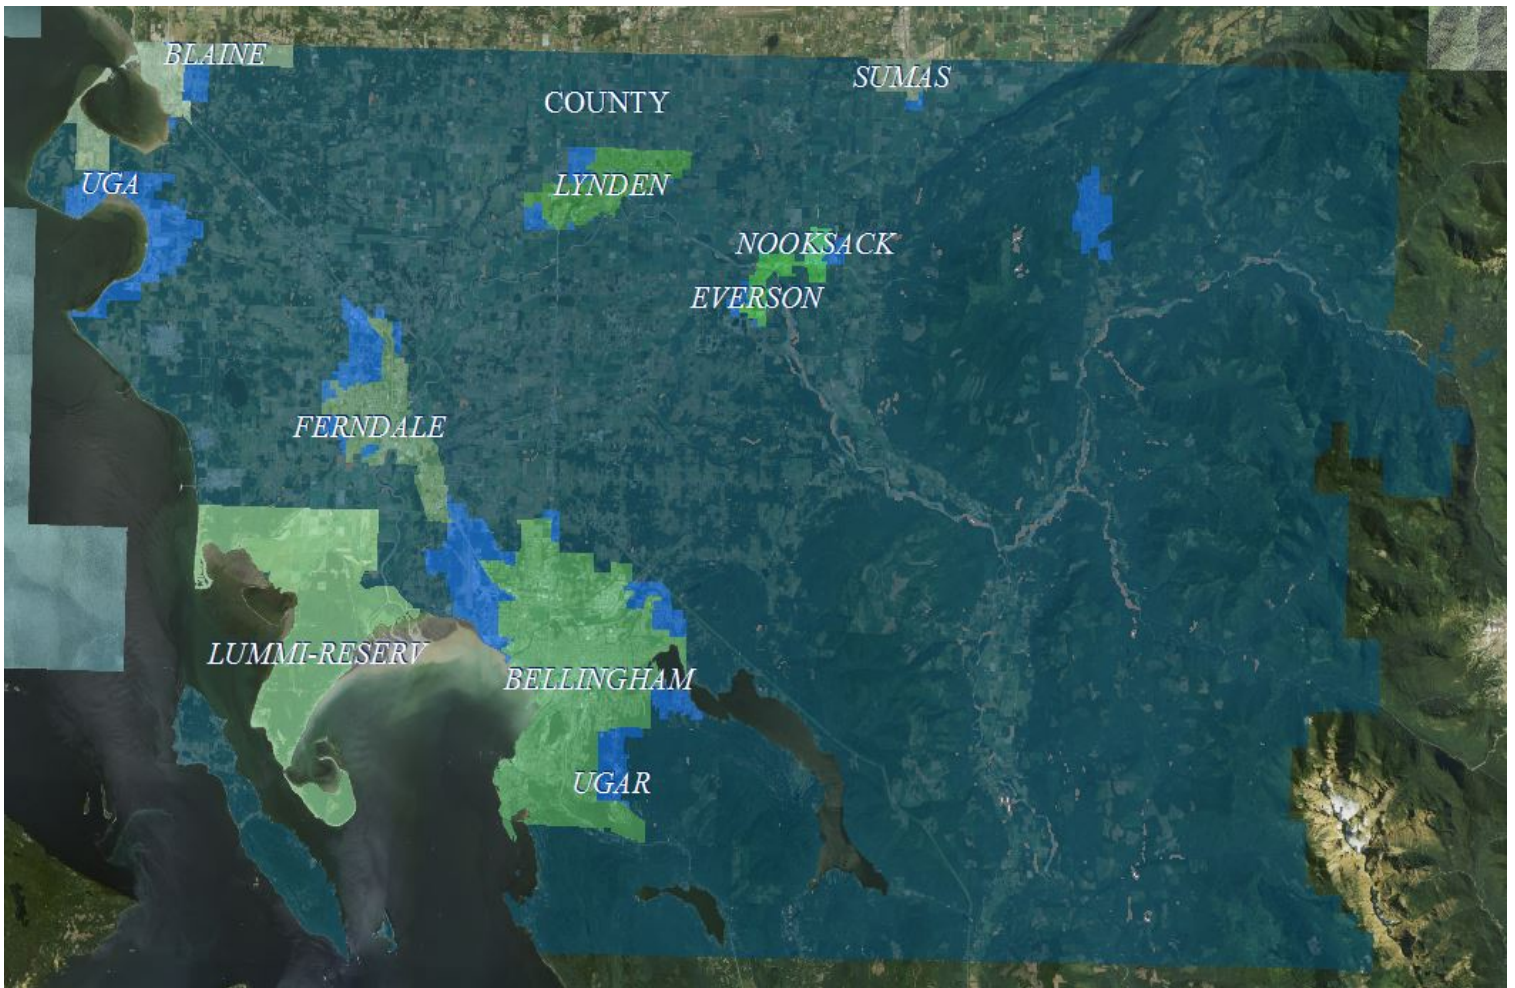 BLAINE
SUMAS
COUNTY
UGA
LYNDEN
NOOKSACK
EVERSON
FERNDALE
LUMMI-RESERV
BELLINGHAM
UGAR